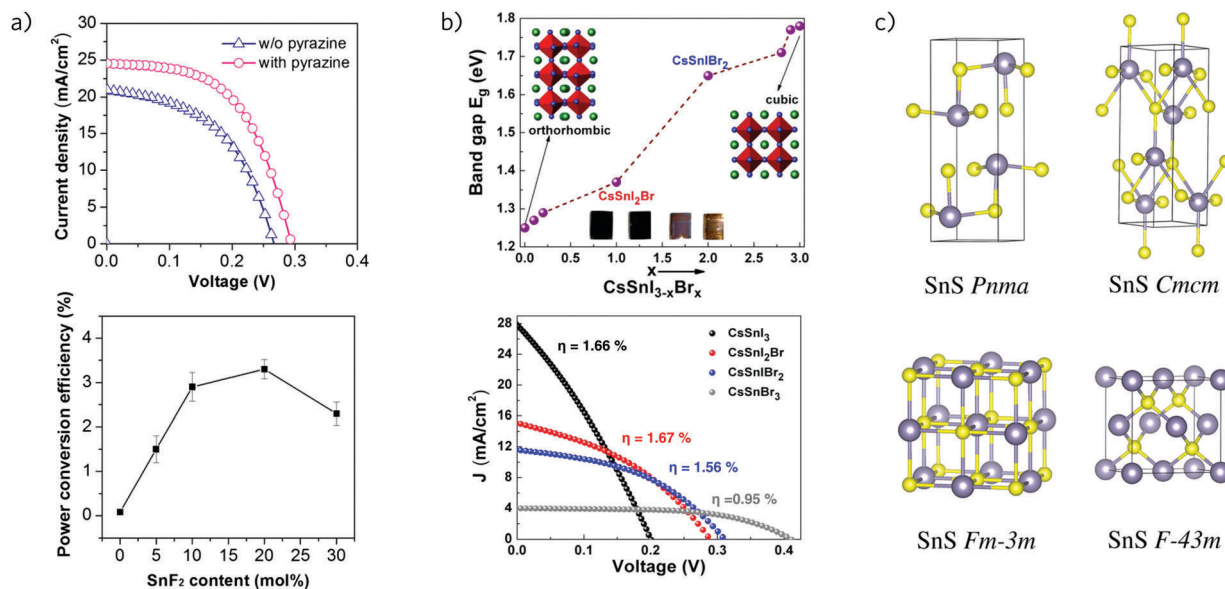 a)
Current density (mA/cm²)
30
25
20
15
10
5
0
w/o pyrazine
with pyrazine
0.0 0.1 0.2 0.3 0.4
Voltage (V)
Power conversion efficiency (%)
4
3
2
1
0
0 5 10 15 20 25 30
SnF₂ content (mol%)
b)
Band gap E_g (eV)
1.8
1.7
1.6
1.5
1.4
1.3
1.2
CsSnIBr₂
cubic
orthorhombic
CsSnI₂Br
0.0 0.5 1.0 1.5 2.0 2.5 3.0
x
CsSnI₃₋ₓBrₓ
J (mA/cm²)
28
24
20
16
12
8
4
0
CsSnI₃
CsSnI₂Br
CsSnIBr₂
CsSnBr₃
η = 1.66 %
η = 1.67 %
η = 1.56 %
η =0.95 %
0.0 0.1 0.2 0.3 0.4
Voltage (V)
c)
SnS Pnma
SnS Cmcm
SnS Fm-3m
SnS F-43m